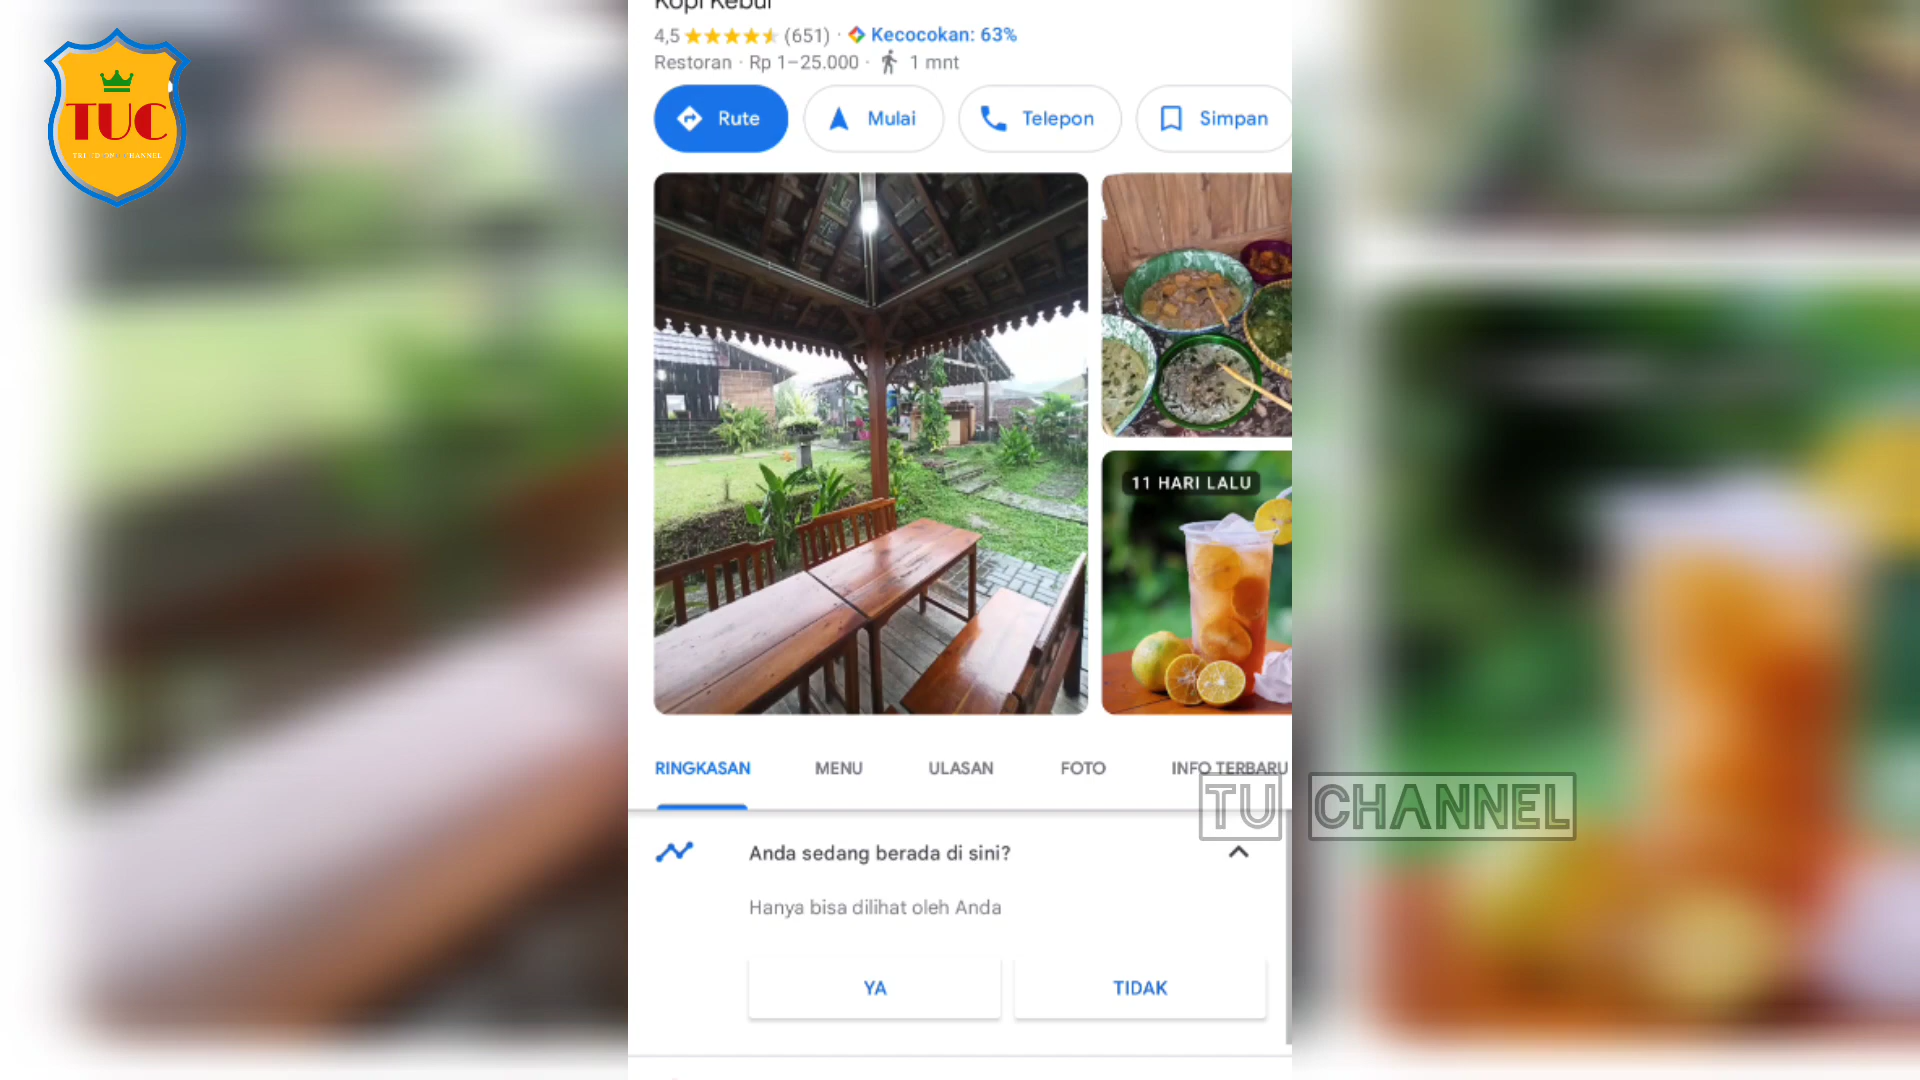 TUC
Kopi Kebul
4,5 (651) · Kecocokan: 63%
Restoran · Rp 1–25.000 · 1 mnt
Rute
Mulai
Telepon
Simpan
11 HARI LALU
RINGKASAN
MENU
ULASAN
FOTO
INFO TERBARU
TU CHANNEL
Anda sedang berada di sini?
Hanya bisa dilihat oleh Anda
YA
TIDAK